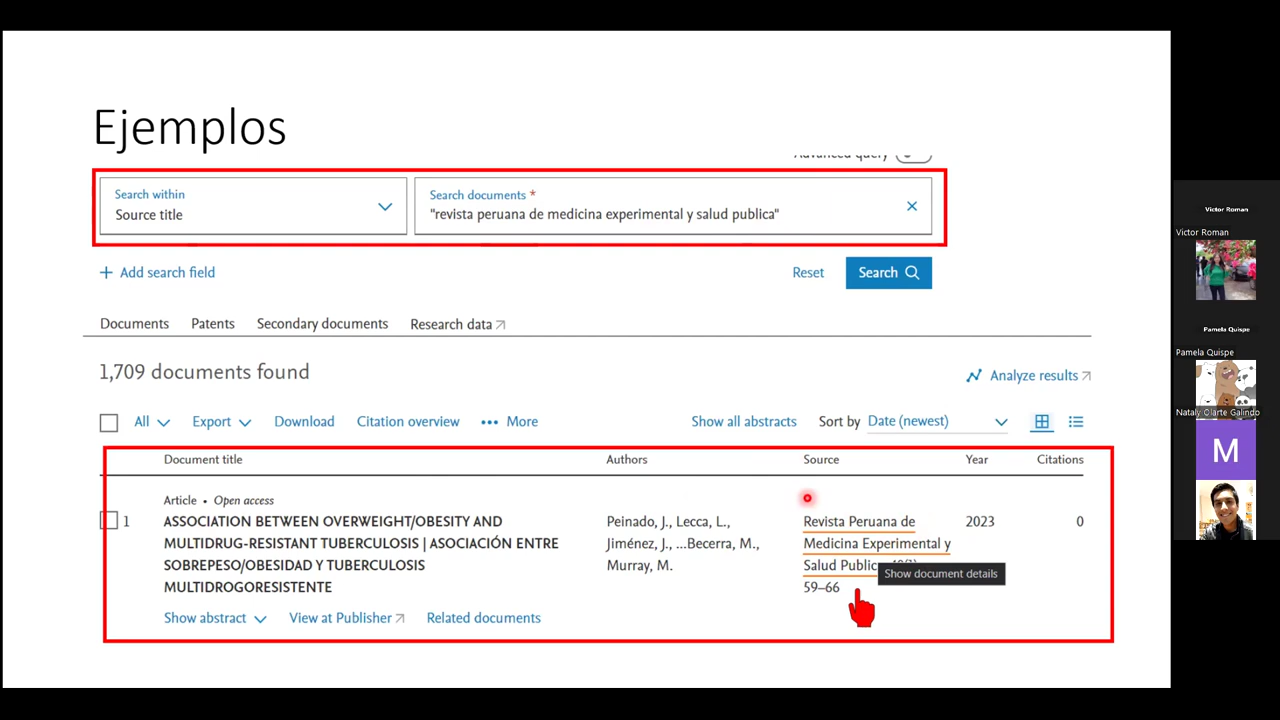 Ejemplos
Advanced query
Search within
Source title
Search documents *
"revista peruana de medicina experimental y salud publica"
Add search field
Reset
Search
Documents
Patents
Secondary documents
Research data
1,709 documents found
Analyze results
All
Export
Download
Citation overview
More
Show all abstracts
Sort by
Date (newest)
Document title
Authors
Source
Year
Citations
Article • Open access
1
ASSOCIATION BETWEEN OVERWEIGHT/OBESITY AND
MULTIDRUG-RESISTANT TUBERCULOSIS | ASOCIACIÓN ENTRE
SOBREPESO/OBESIDAD Y TUBERCULOSIS
MULTIDROGORESISTENTE
Peinado, J., Lecca, L.,
Jiménez, J., ...Becerra, M.,
Murray, M.
Revista Peruana de
Medicina Experimental y
Salud Public
59–66
2023
0
Show document details
Show abstract
View at Publisher
Related documents
Victor Roman
Victor Roman
Pamela Quispe
Pamela Quispe
Nataly Olarte Galindo
M